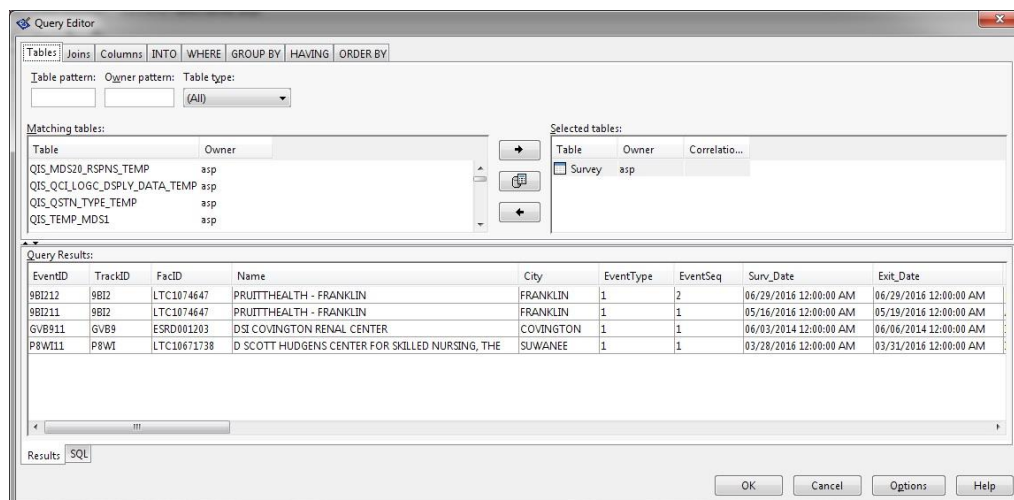 Query Editor
Tables Joins Columns INTO WHERE GROUP BY HAVING ORDER BY
Table pattern: Owner pattern: Table type:
(All)
Matching tables:
Table Owner
QIS_MDS20_RSPNS_TEMP asp
QIS_QCI_LOGC_DSPLY_DATA_TEMP asp
QIS_QSTN_TYPE_TEMP asp
QIS_TEMP_MDS1 asp
Selected tables:
Table Owner Correlatio...
Survey asp
Query Results:
EventID TrackID FacID Name City EventType EventSeq Surv_Date Exit_Date
9BI212 9BI2 LTC1074647 PRUITTHEALTH - FRANKLIN FRANKLIN 1 2 06/29/2016 12:00:00 AM 06/29/2016 12:00:00 AM
9BI211 9BI2 LTC1074647 PRUITTHEALTH - FRANKLIN FRANKLIN 1 1 05/16/2016 12:00:00 AM 05/19/2016 12:00:00 AM
GVB911 GVB9 ESRD001203 DSI COVINGTON RENAL CENTER COVINGTON 1 1 06/03/2014 12:00:00 AM 06/06/2014 12:00:00 AM
P8WI11 P8WI LTC10671738 D SCOTT HUDGENS CENTER FOR SKILLED NURSING, THE SUWANEE 1 1 03/28/2016 12:00:00 AM 03/31/2016 12:00:00 AM
Results SQL
OK Cancel Options Help